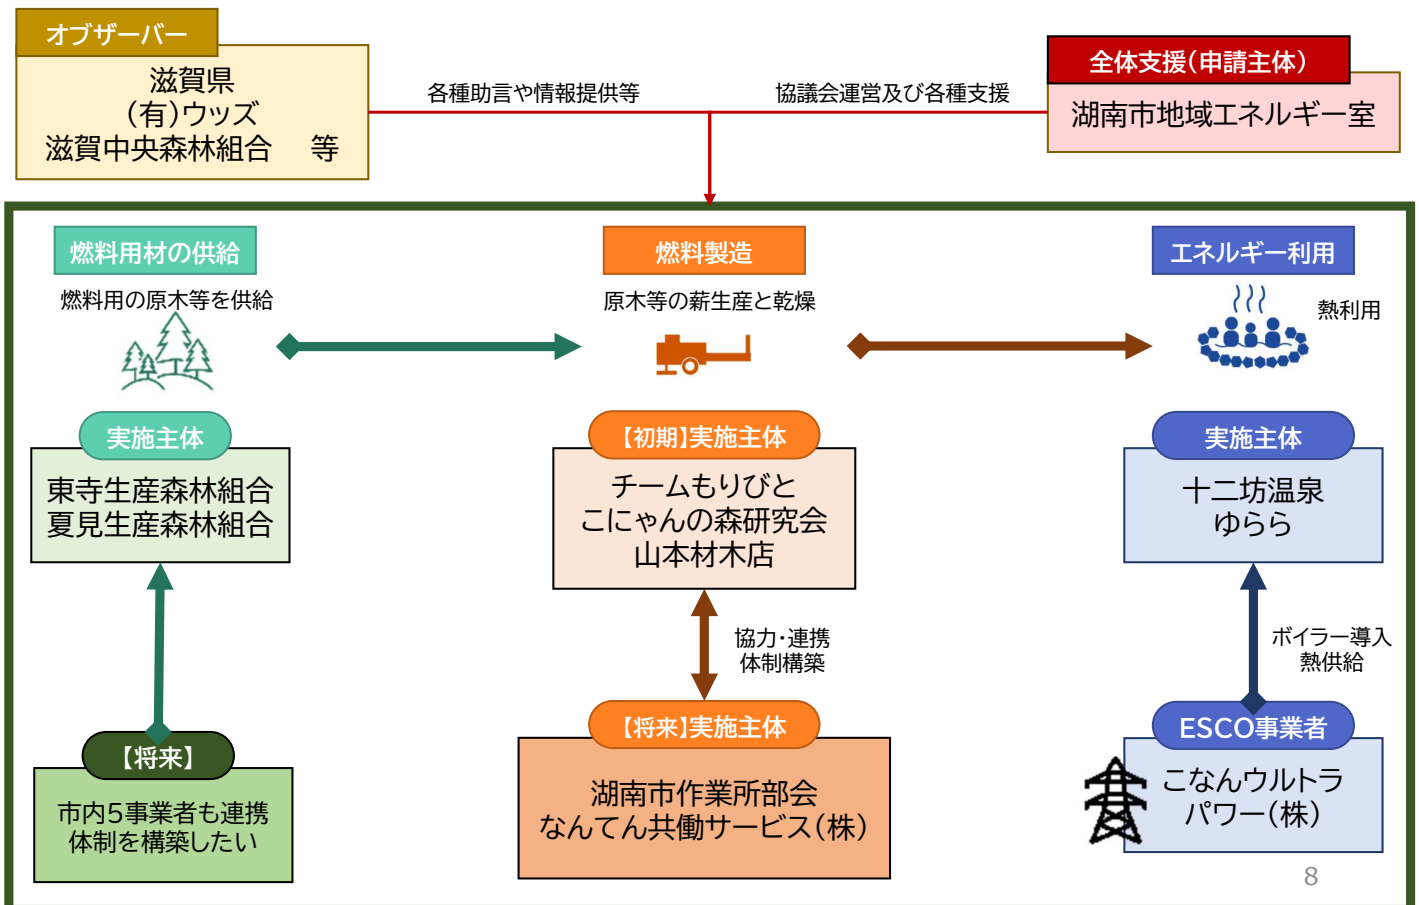 オブザーバー
滋賀県
(有)ウッズ
滋賀中央森林組合　等
各種助言や情報提供等
協議会運営及び各種支援
全体支援(申請主体)
湖南市地域エネルギー室
燃料用材の供給
燃料用の原木等を供給
燃料製造
原木等の薪生産と乾燥
エネルギー利用
熱利用
実施主体
東寺生産森林組合
夏見生産森林組合
【初期】実施主体
チームもりびと
こにゃんの森研究会
山本材木店
実施主体
十二坊温泉
ゆらら
協力・連携
体制構築
ボイラー導入
熱供給
【将来】
市内5事業者も連携
体制を構築したい
【将来】実施主体
湖南市作業所部会
なんてん共働サービス(株)
ESCO事業者
こなんウルトラ
パワー(株)
8